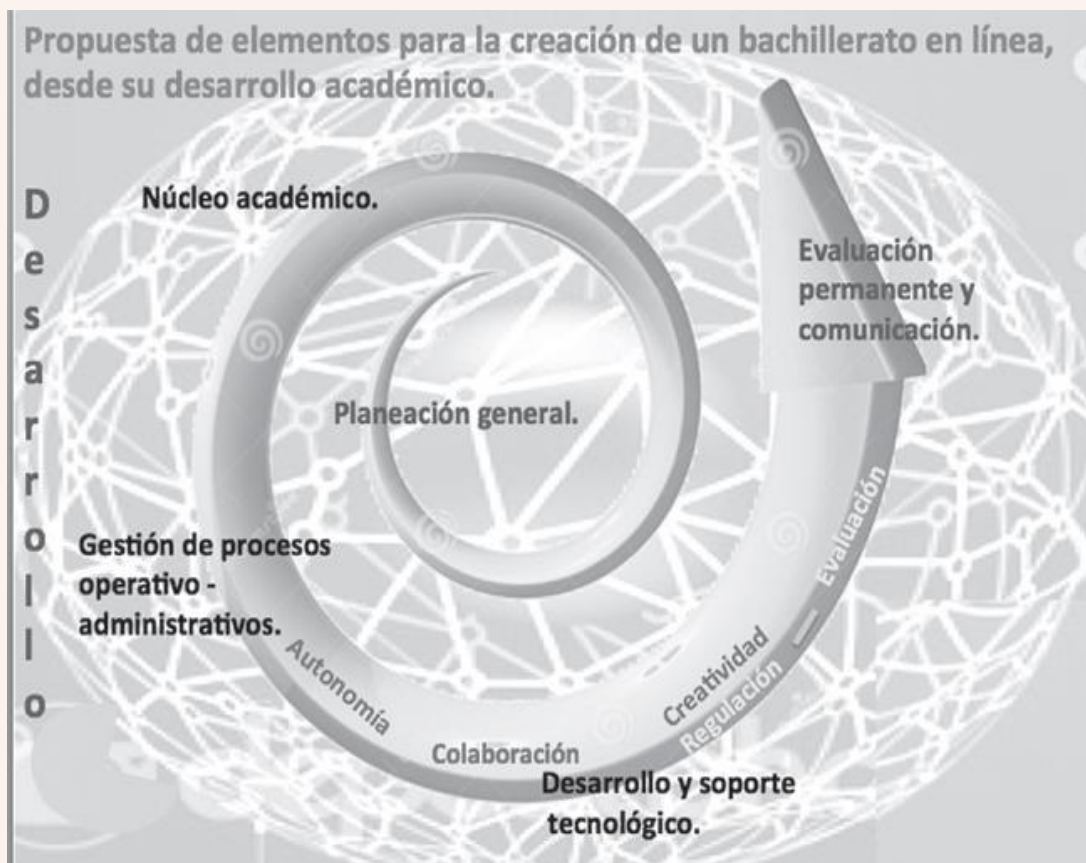 Propuesta de elementos para la creación de un bachillerato en línea,
desde su desarrollo académico.
Desarrollo
Núcleo académico.
Evaluación
permanente y
comunicación.
Planeación general.
Gestión de procesos
operativo -
administrativos.
Autonomía
Colaboración
Creatividad
Regulación
Evaluación
Desarrollo y soporte
tecnológico.